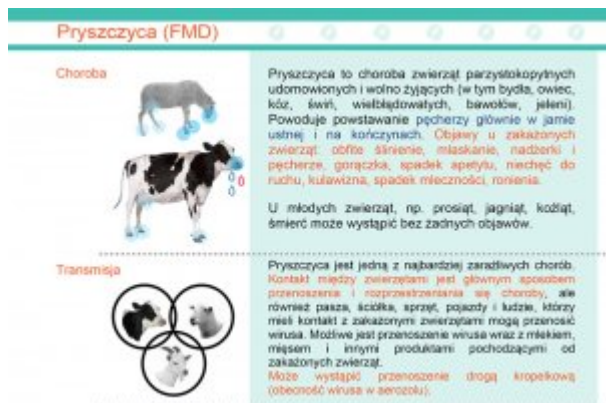 Pryszczyca (FMD)
Choroba
Pryszczyca to choroba zwierząt parzystokopytnych
udomowionych i wolno żyjących (w tym bydła, owiec,
kóz, świń, wielbłądowatych, bawołów, jeleni).
Powoduje powstawanie pęcherzy głównie w jamie
ustnej i na kończynach. Objawy u zakażonych
zwierząt: obfite ślinienie, mlaskanie, nadżerki i
pęcherze, gorączka, spadek apetytu, niechęć do
ruchu, kulawizna, spadek mleczności, ronienia.
U młodych zwierząt, np. prosiąt, jagniąt, koźląt,
śmierć może wystąpić bez żadnych objawów.
Transmisja
Pryszczyca jest jedną z najbardziej zaraźliwych chorób.
Kontakt między zwierzętami jest głównym sposobem
przenoszenia i rozprzestrzeniania się choroby, ale
również pasza, ściółka, sprzęt, pojazdy i ludzie, którzy
mieli kontakt z zakażonymi zwierzętami mogą przenosić
wirusa. Możliwe jest przenoszenie wirusa wraz z mlekiem,
mięsem i innymi produktami pochodzącymi od
zakażonych zwierząt.
Może wystąpić przenoszenie drogą kropelkową
(obecność wirusa w aerozolu).